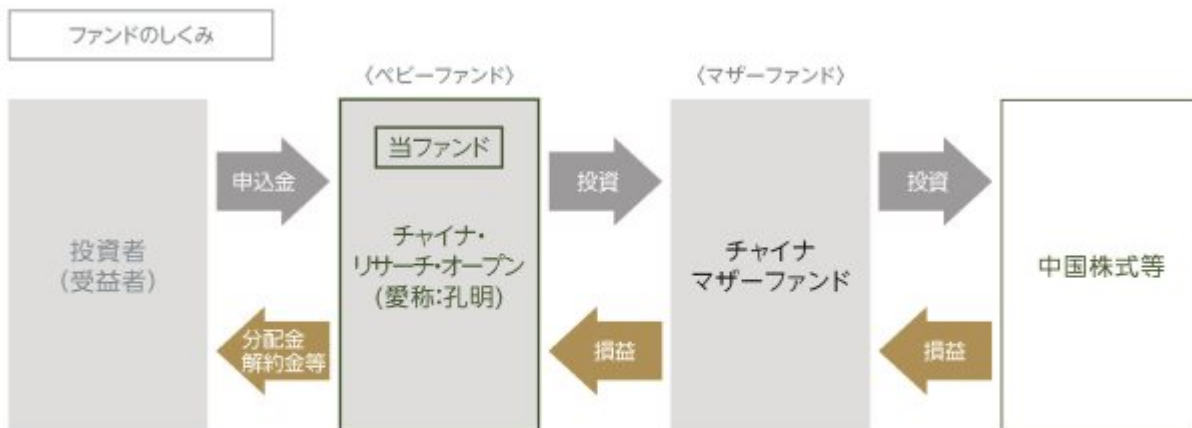 ファンドのしくみ
〈ベビーファンド〉
〈マザーファンド〉
投資者
(受益者)
申込金
分配金
解約金等
当ファンド
チャイナ・
リサーチ・オープン
(愛称:孔明)
投資
損益
チャイナ
マザーファンド
投資
損益
中国株式等